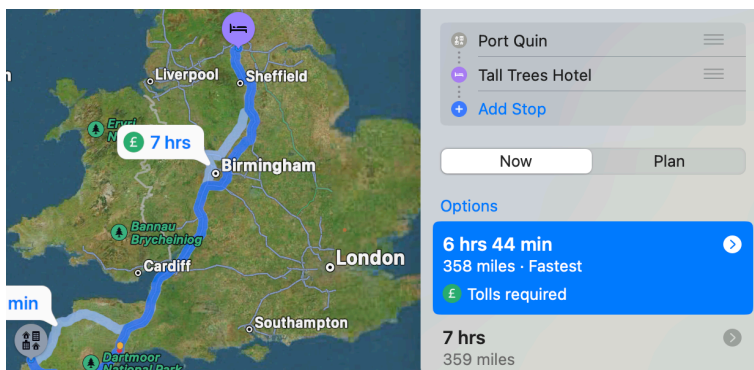 Port Quin
Tall Trees Hotel
Add Stop
Now
Plan
Options
6 hrs 44 min
358 miles · Fastest
£ Tolls required
7 hrs
359 miles
Liverpool
Sheffield
£ 7 hrs
Birmingham
Bannau
Brycheiniog
Cardiff
London
min
Southampton
Dartmoor
National Park